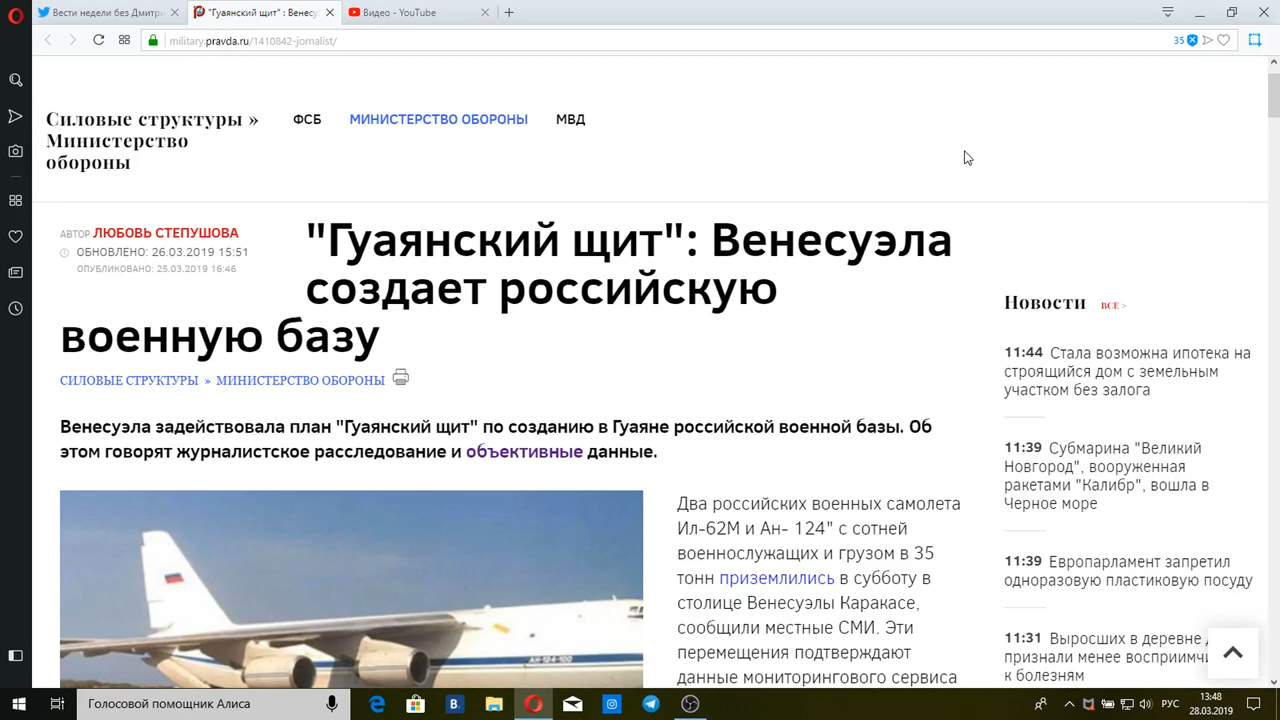 Вести недели без Дмитри
"Гуаянский щит" : Венесу
Видео - YouTube
military.pravda.ru/1410842-jornalist/
35
Силовые структуры »
Министерство
обороны
ФСБ
МИНИСТЕРСТВО ОБОРОНЫ
МВД
АВТОР ЛЮБОВЬ СТЕПУШОВА
ОБНОВЛЕНО: 26.03.2019 15:51
ОПУБЛИКОВАНО: 25.03.2019 16:46
"Гуаянский щит": Венесуэла
создает российскую
военную базу
СИЛОВЫЕ СТРУКТУРЫ » МИНИСТЕРСТВО ОБОРОНЫ
Венесуэла задействовала план "Гуаянский щит" по созданию в Гуаяне российской военной базы. Об
этом говорят журналистское расследование и объективные данные.
АН-124-100
Два российских военных самолета
Ил-62М и Ан- 124" с сотней
военнослужащих и грузом в 35
тонн приземлились в субботу в
столице Венесуэлы Каракасе,
сообщили местные СМИ. Эти
перемещения подтверждают
данные мониторингового сервиса
Новости ВСЕ >
11:44 Стала возможна ипотека на
строящийся дом с земельным
участком без залога
11:39 Субмарина "Великий
Новгород", вооруженная
ракетами "Калибр", вошла в
Черное море
11:39 Европарламент запретил
одноразовую пластиковую посуду
11:31 Выросших в деревне
признали менее восприимчи
к болезням
Голосовой помощник Алиса
B.
РУС
13:48
28.03.2019